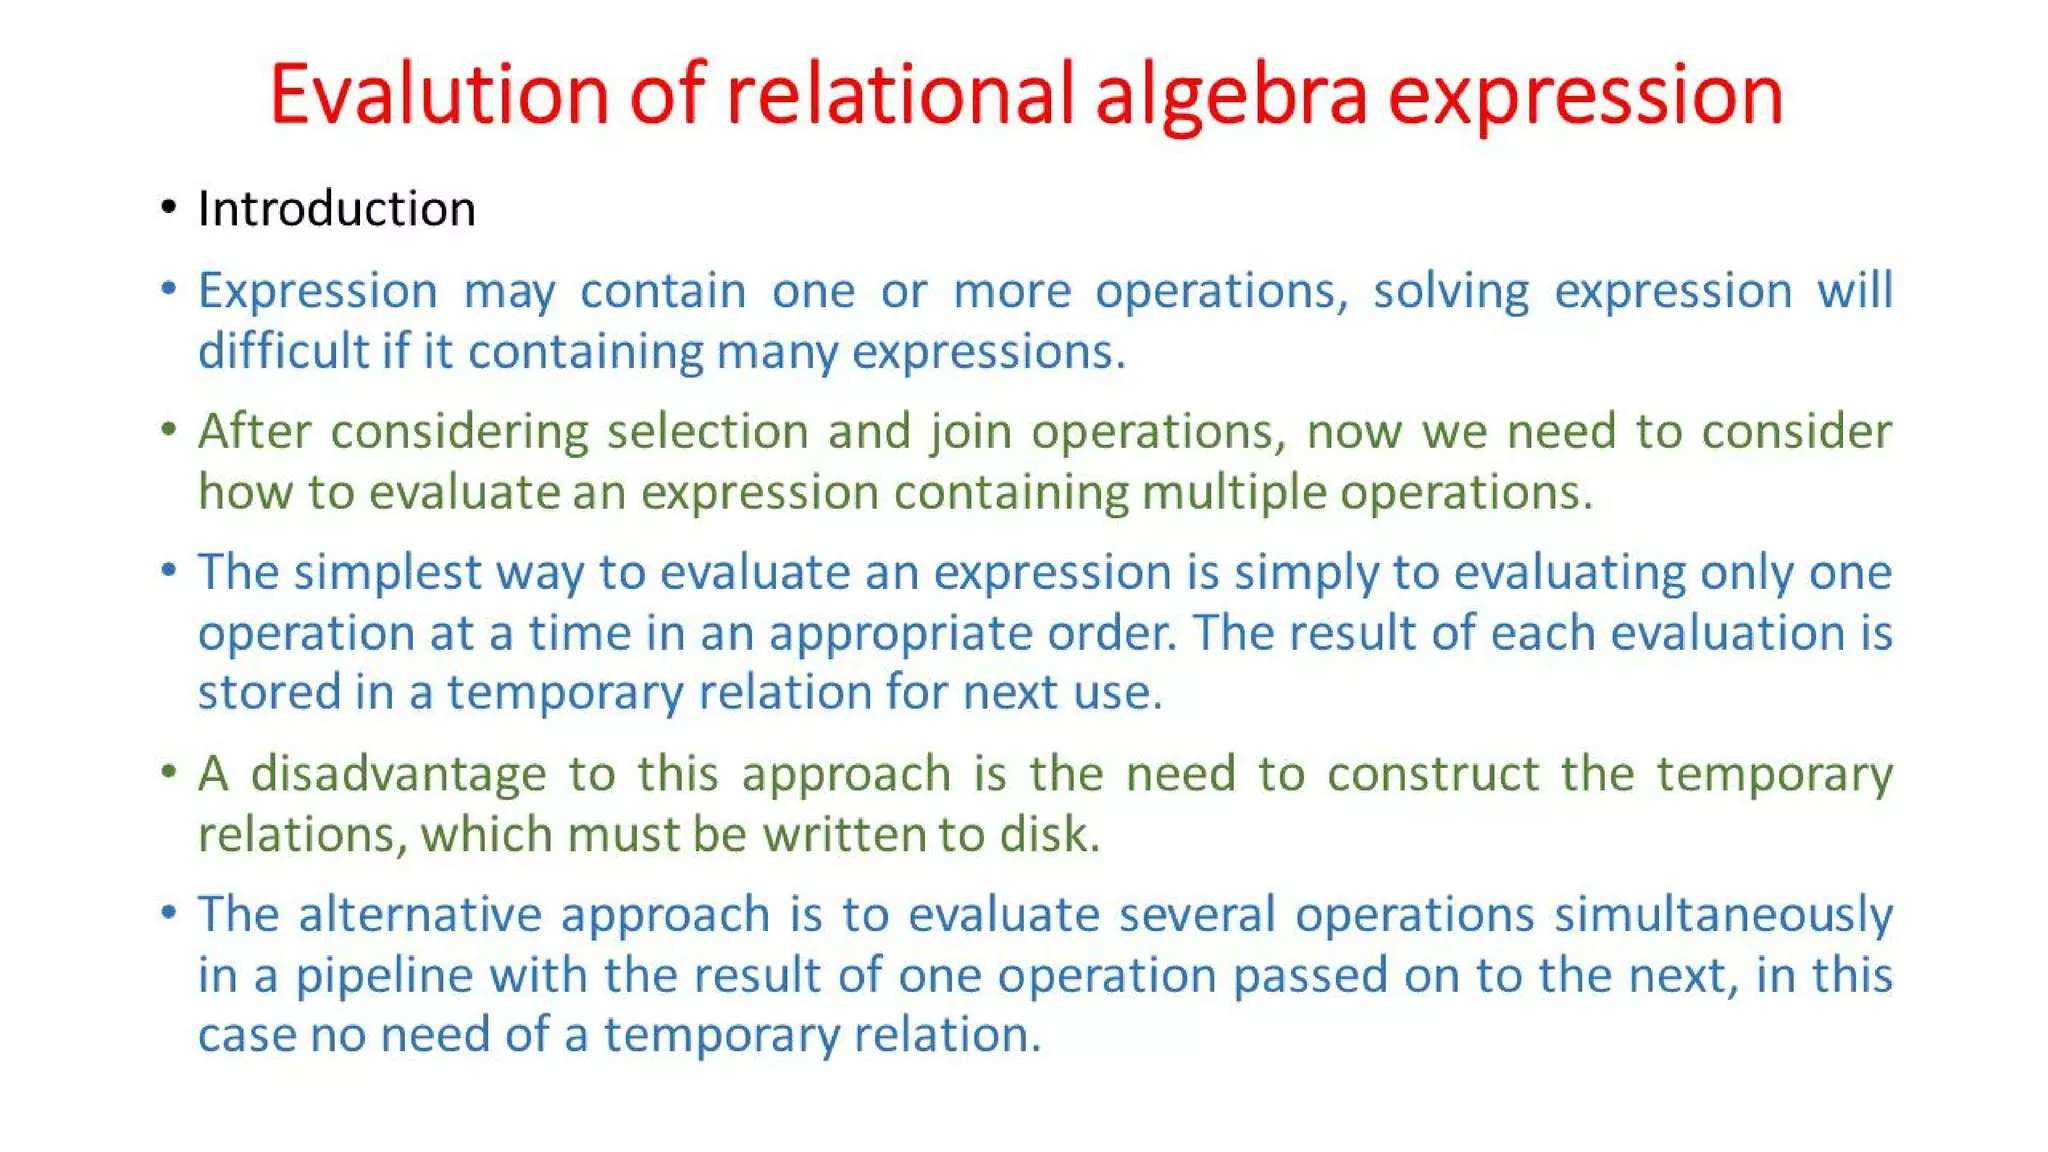 Evalution of relational algebra expression
• Introduction
• Expression may contain one or more operations, solving expression will
difficult if it containing many expressions.
• After considering selection and join operations, now we need to consider
how to evaluate an expression containing multiple operations.
• The simplest way to evaluate an expression is simply to evaluating only one
operation at a time in an appropriate order. The result of each evaluation is
stored in a temporary relation for next use.
• A disadvantage to this approach is the need to construct the temporary
relations, which must be written to disk.
• The alternative approach is to evaluate several operations simultaneously
in a pipeline with the result of one operation passed on to the next, in this
case no need of a temporary relation.